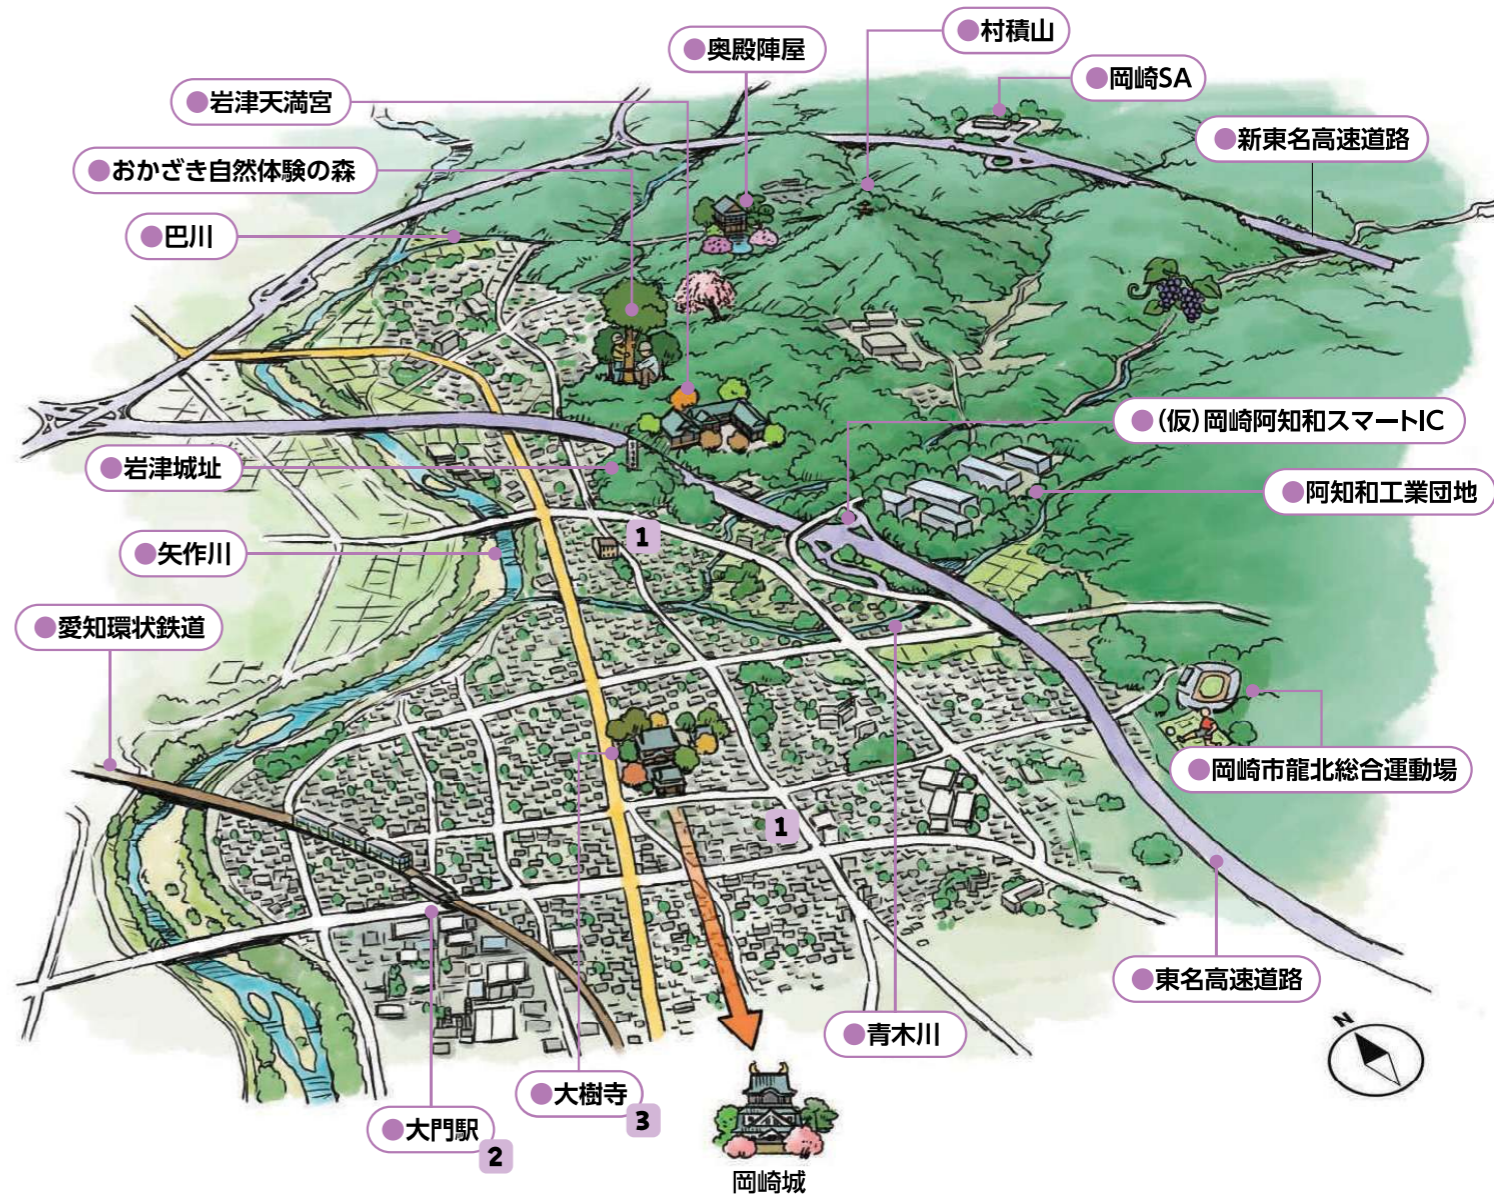 ●村積山
●奥殿陣屋
●岡崎SA
●岩津天満宮
●新東名高速道路
●おかざき自然体験の森
●巴川
●(仮)岡崎阿知和スマートIC
●岩津城址
●阿知和工業団地
1
●矢作川
●愛知環状鉄道
●岡崎市龍北総合運動場
1
●東名高速道路
●青木川
N
●大樹寺
3
●大門駅
2
岡崎城